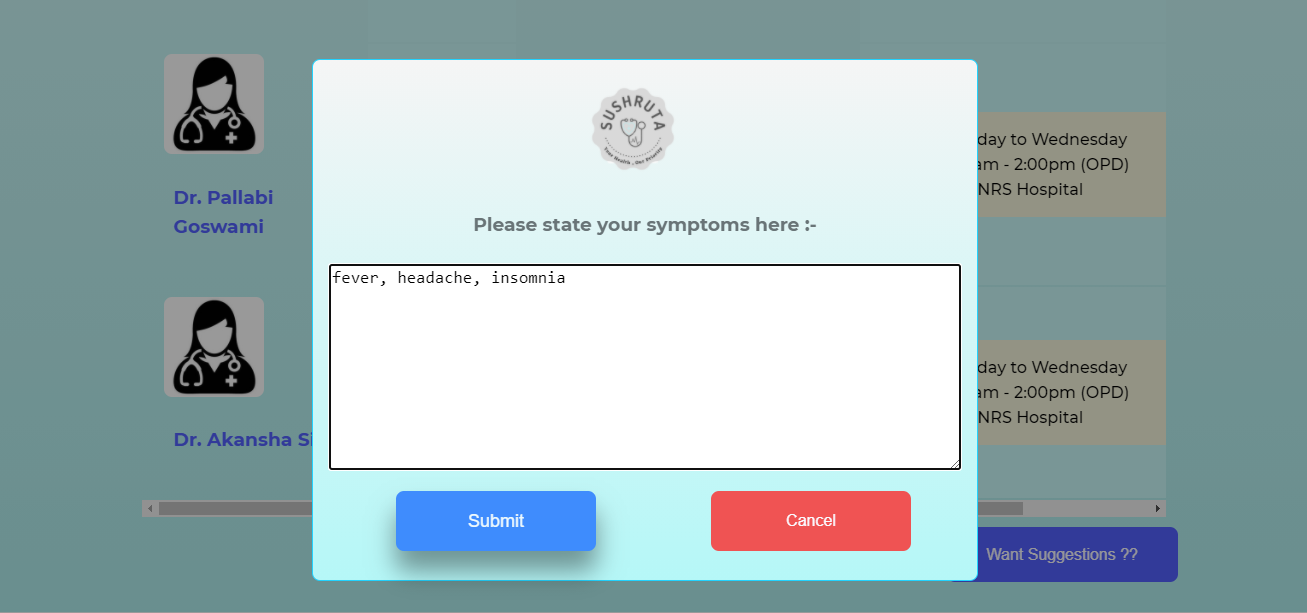 SUSHRUTA
Your Health, Our Priority
Please state your symptoms here :-
fever, headache, insomnia
Submit
Cancel
Dr. Pallabi
Goswami
day to Wednesday
am - 2:00pm (OPD)
NRS Hospital
Dr. Akansha
day to Wednesday
am - 2:00pm (OPD)
NRS Hospital
Want Suggestions ??